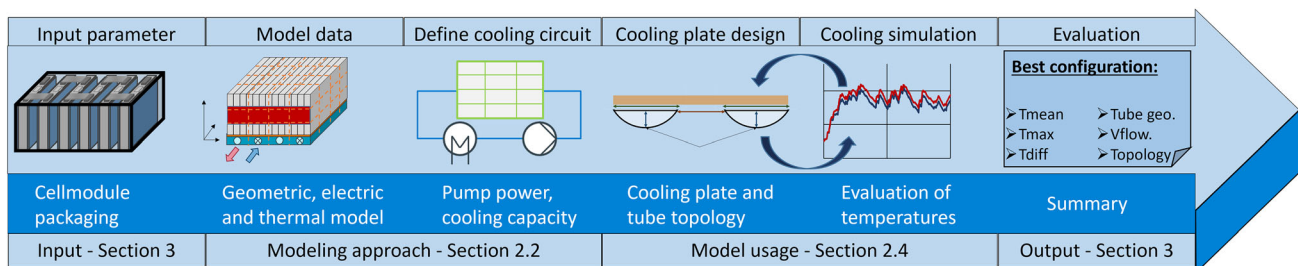 Input parameter
Model data
Define cooling circuit
Cooling plate design
Cooling simulation
Evaluation
Best configuration:
➢Tmean
➢Tube geo.
➢Tmax
➢Vflow.
➢Tdiff
➢Topology
M
Cellmodule
packaging
Geometric, electric
and thermal model
Pump power,
cooling capacity
Cooling plate and
tube topology
Evaluation of
temperatures
Summary
Input - Section 3
Modeling approach - Section 2.2
Model usage - Section 2.4
Output - Section 3